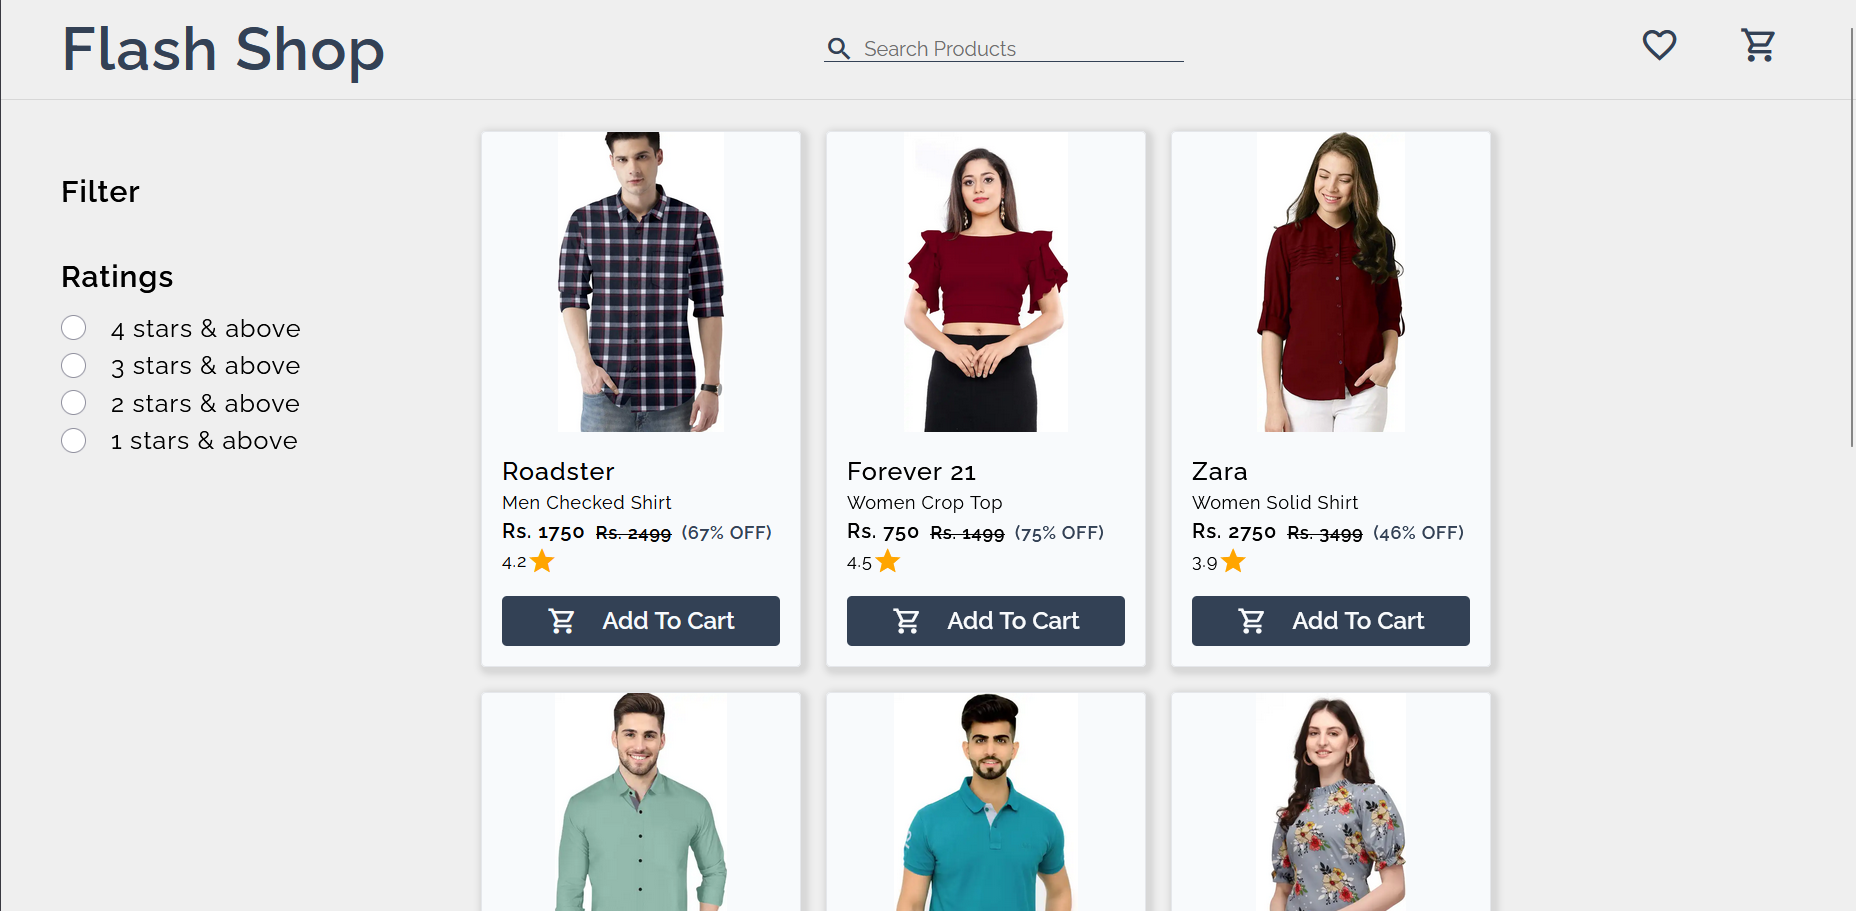 Flash Shop
Search Products
Filter
Ratings
4 stars & above
3 stars & above
2 stars & above
1 stars & above
Roadster
Men Checked Shirt
Rs. 1750 Rs. 2499 (67% OFF)
4.2
Add To Cart
Forever 21
Women Crop Top
Rs. 750 Rs. 1499 (75% OFF)
4.5
Add To Cart
Zara
Women Solid Shirt
Rs. 2750 Rs. 3499 (46% OFF)
3.9
Add To Cart